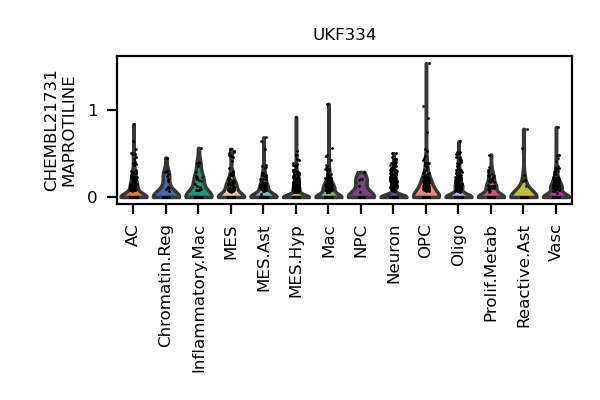 UKF334
CHEMBL21731
MAPROTILINE
1
0
AC
Chromatin.Reg
Inflammatory.Mac
MES
MES.Ast
MES.Hyp
Mac
NPC
Neuron
OPC
Oligo
Prolif.Metab
Reactive.Ast
Vasc